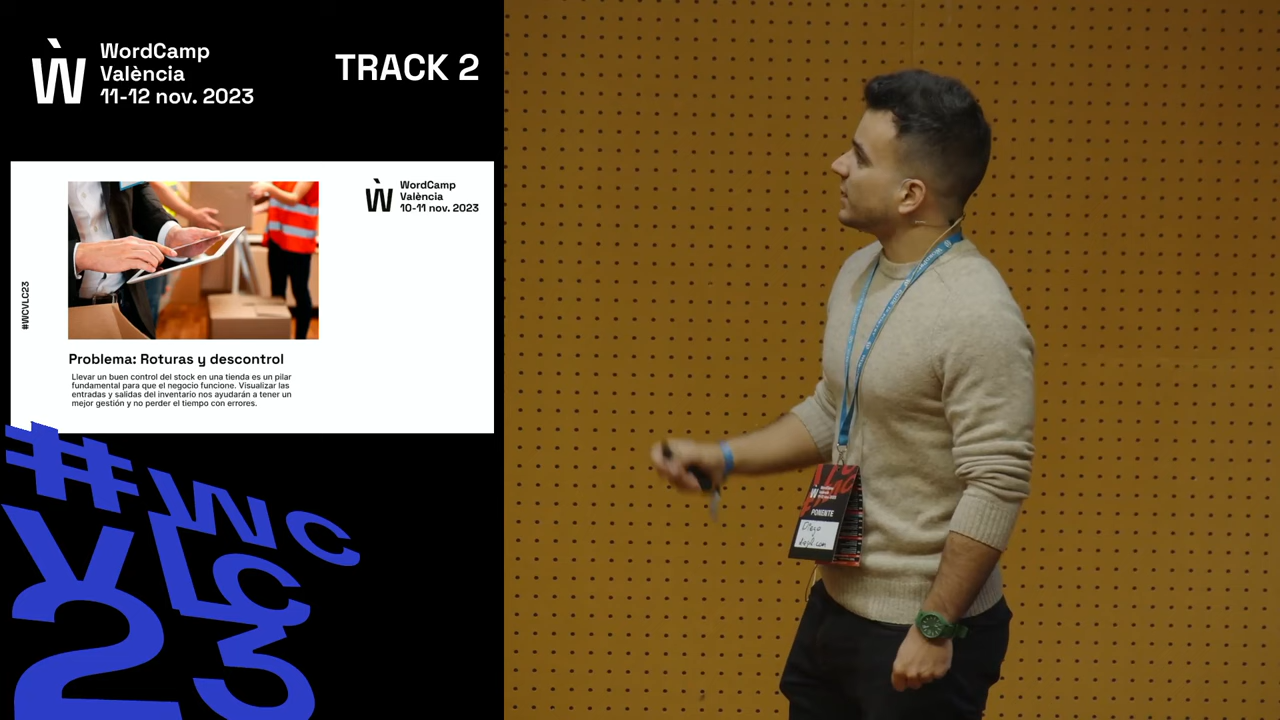 WordCamp
València
11-12 nov. 2023
TRACK 2
WordCamp
València
10-11 nov. 2023
#WCVLC23
Problema: Roturas y descontrol
Llevar un buen control del stock en una tienda es un pilar
fundamental para que el negocio funcione. Visualizar las
entradas y salidas del inventario nos ayudarán a tener un
mejor gestión y no perder el tiempo con errores.
#WC
VLC
23
PONENTE
Diego